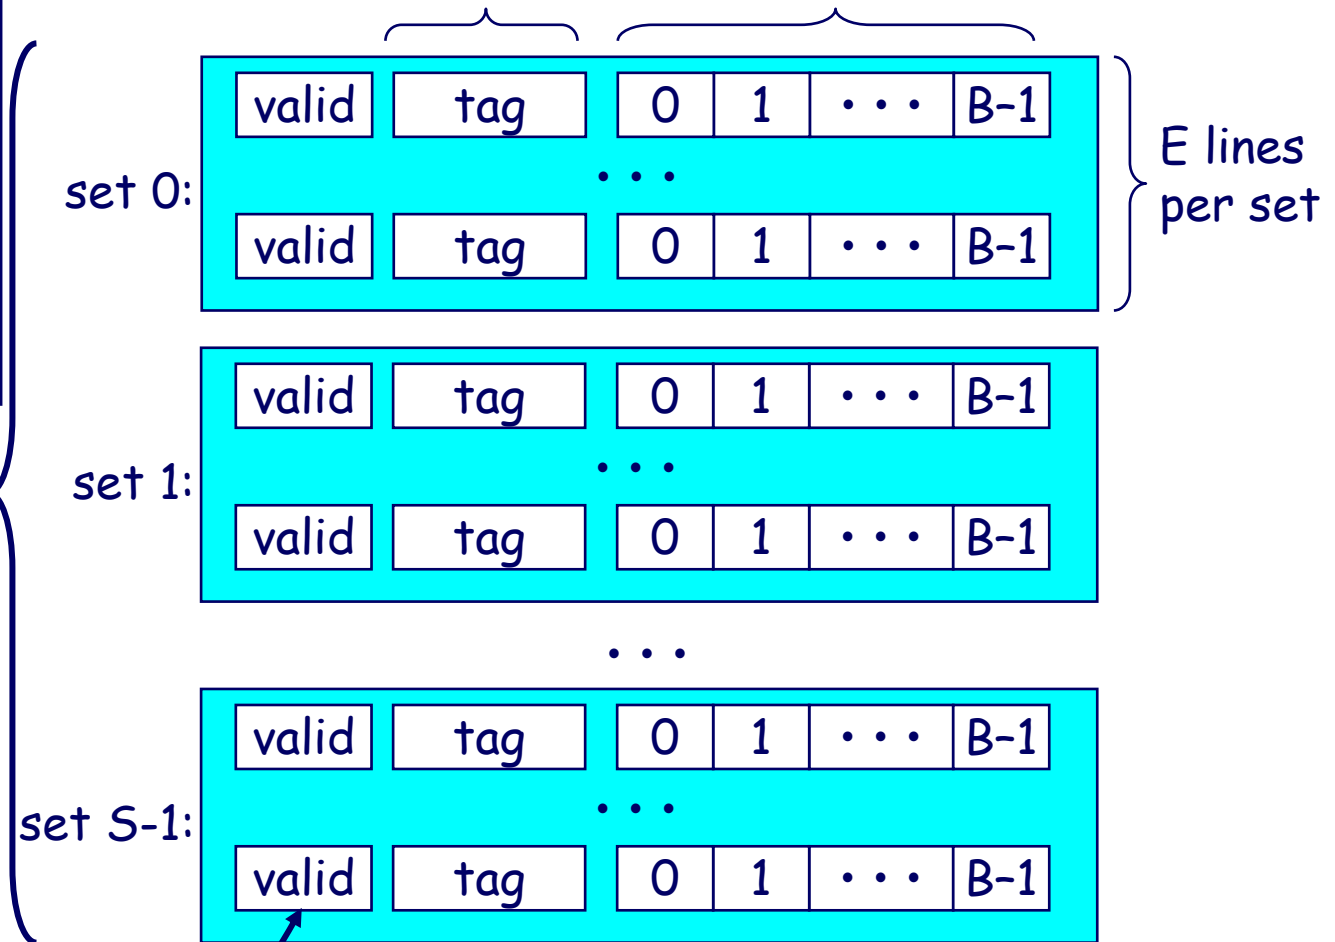 valid tag 0 1 • • • B–1
• • •
set 0:
valid tag 0 1 • • • B–1
E lines
per set
valid tag 0 1 • • • B–1
• • •
set 1:
valid tag 0 1 • • • B–1
• • •
valid tag 0 1 • • • B–1
• • •
set S-1:
valid tag 0 1 • • • B–1